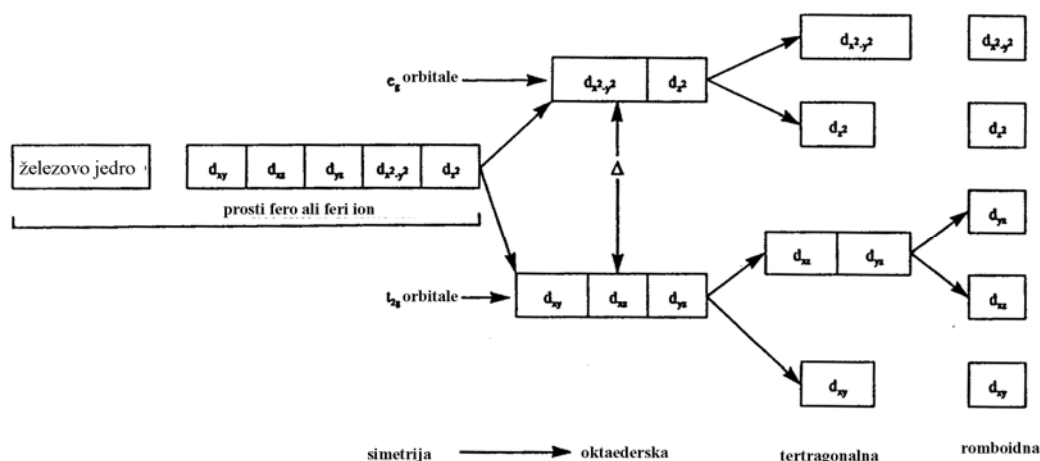 d_x²-y²
d_x²-y²
e_g orbitale
d_x²-y² d_z²
d_z²
d_z²
železovo jedro
d_xy d_xz d_yz d_x²-y² d_z²
Δ
prosti fero ali feri ion
d_yz
d_xz d_yz
t_2g orbitale
d_xy d_xz d_yz
d_xz
d_xy
d_xy
simetrija
oktaederska
tertragonalna
romboidna